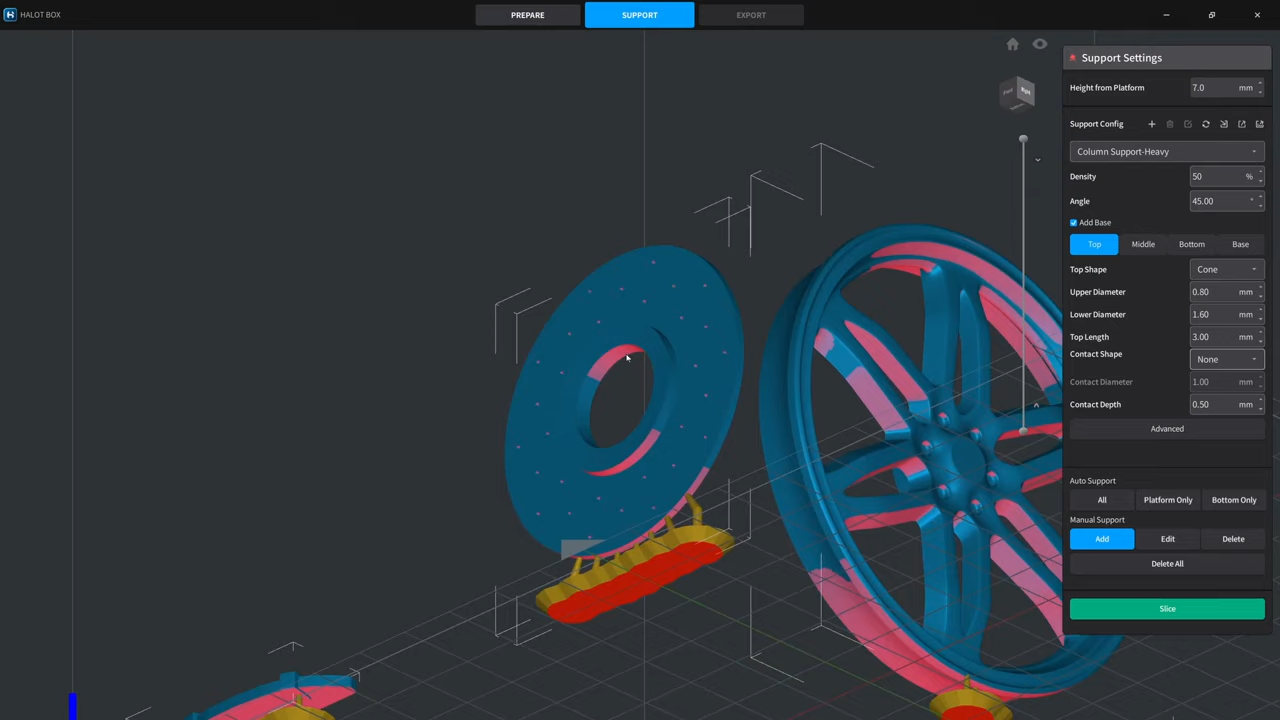 HALOT BOX
PREPARE
SUPPORT
EXPORT
Support Settings
Height from Platform 7.0 mm
Support Config
Column Support-Heavy
Density 50 %
Angle 45.00 °
Add Base
Top Middle Bottom Base
Top Shape Cone
Upper Diameter 0.80 mm
Lower Diameter 1.60 mm
Top Length 3.00 mm
Contact Shape None
Contact Diameter 1.00 mm
Contact Depth 0.50 mm
Advanced
Auto Support
All Platform Only Bottom Only
Manual Support
Add Edit Delete
Delete All
Slice